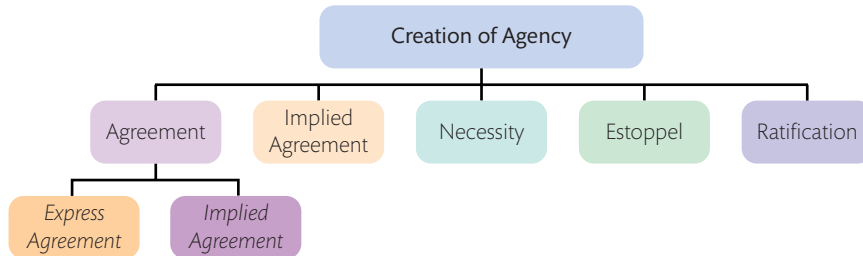 Creation of Agency
Agreement
Implied
Agreement
Necessity
Estoppel
Ratification
Express
Agreement
Implied
Agreement